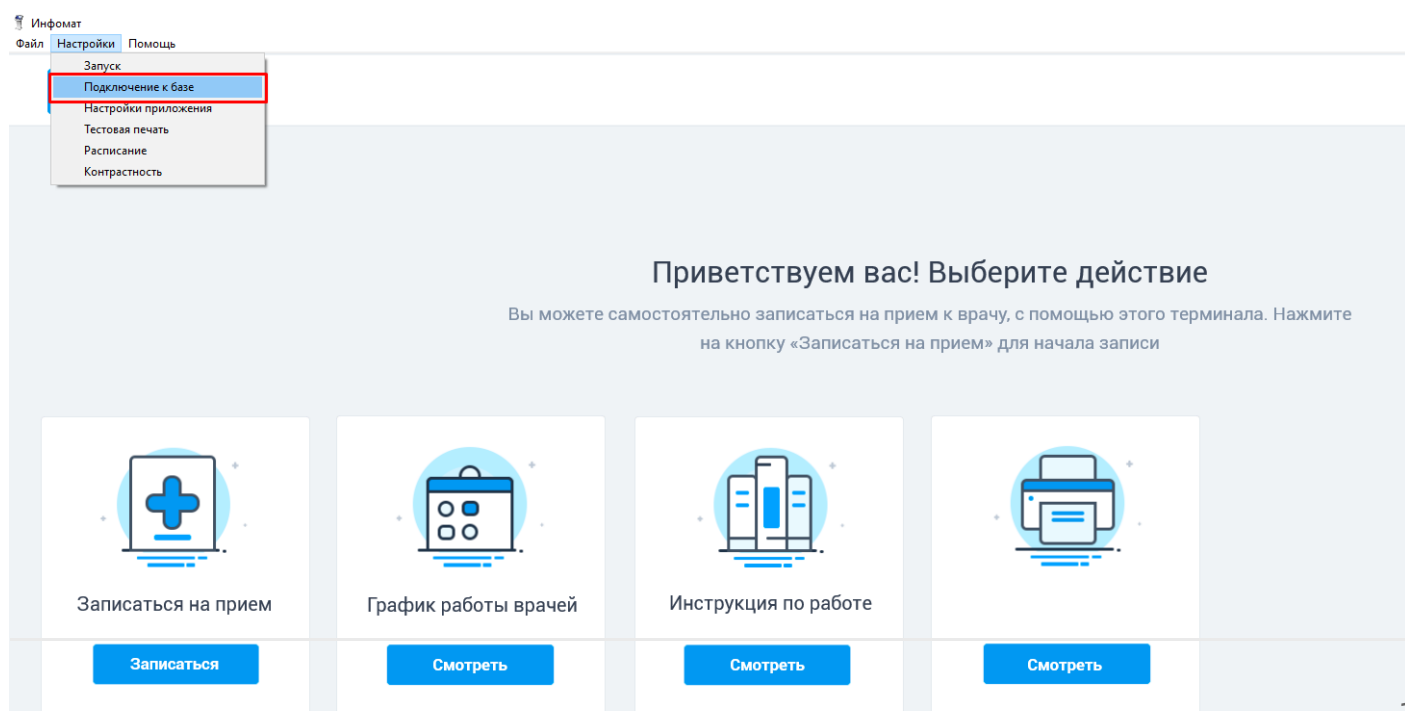 Инфомат
Файл Настройки Помощь
Запуск
Подключение к базе
Настройки приложения
Тестовая печать
Расписание
Контрастность
Приветствуем вас! Выберите действие
Вы можете самостоятельно записаться на прием к врачу, с помощью этого терминала. Нажмите
на кнопку «Записаться на прием» для начала записи
Записаться на прием
График работы врачей
Инструкция по работе
Записаться
Смотреть
Смотреть
Смотреть